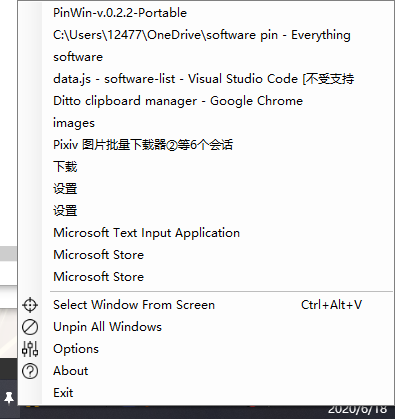 PinWin-v.0.2.2-Portable
C:\Users\12477\OneDrive\software pin - Everything
software
data.js - software-list - Visual Studio Code [不受支持
Ditto clipboard manager - Google Chrome
images
Pixiv 图片批量下载器②等6个会话
下载
设置
设置
Microsoft Text Input Application
Microsoft Store
Microsoft Store
Select Window From Screen Ctrl+Alt+V
Unpin All Windows
Options
About
Exit
2020/6/18